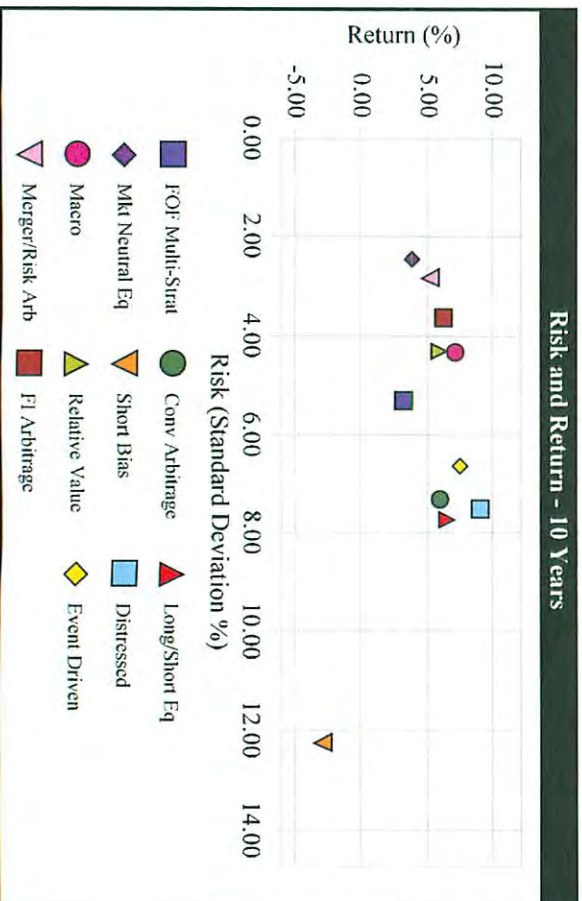 Risk and Return - 10 Years
Return (%)
10.00
5.00
0.00
-5.00
0.00
2.00
4.00
6.00
8.00
10.00
12.00
14.00
Risk (Standard Deviation %)
FOF Multi-Strat
Conv Arbitrage
Long/Short Eq
Mkt Neutral Eq
Short Bias
Distressed
Macro
Relative Value
Event Driven
Merger/Risk Arb
FI Arbitrage